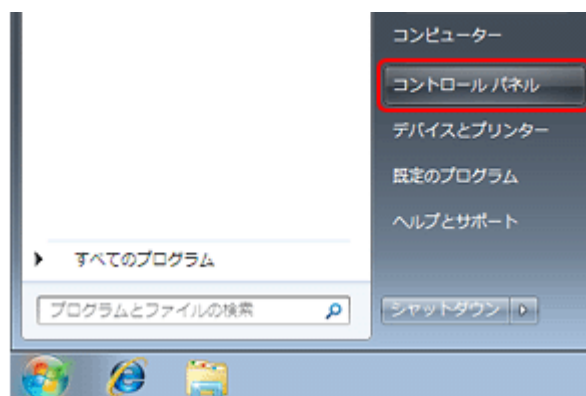 コンピューター
コントロール パネル
デバイスとプリンター
既定のプログラム
ヘルプとサポート
すべてのプログラム
プログラムとファイルの検索
シャットダウン